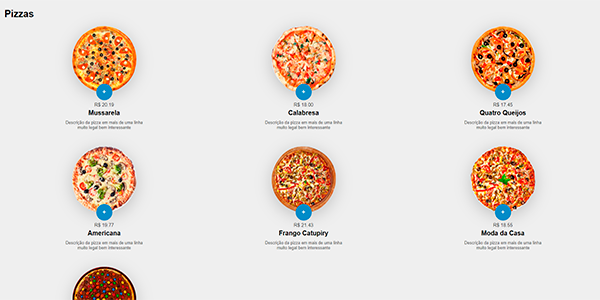 Pizzas
+
+
+
R$ 20.19
R$ 18.00
R$ 17.45
Mussarela
Calabresa
Quatro Queijos
Descrição da pizza em mais de uma linha
muito legal bem interessante
Descrição da pizza em mais de uma linha
muito legal bem interessante
Descrição da pizza em mais de uma linha
muito legal bem interessante
+
+
+
R$ 19.77
R$ 21.43
R$ 18.55
Americana
Frango Catupiry
Moda da Casa
Descrição da pizza em mais de uma linha
muito legal bem interessante
Descrição da pizza em mais de uma linha
muito legal bem interessante
Descrição da pizza em mais de uma linha
muito legal bem interessante